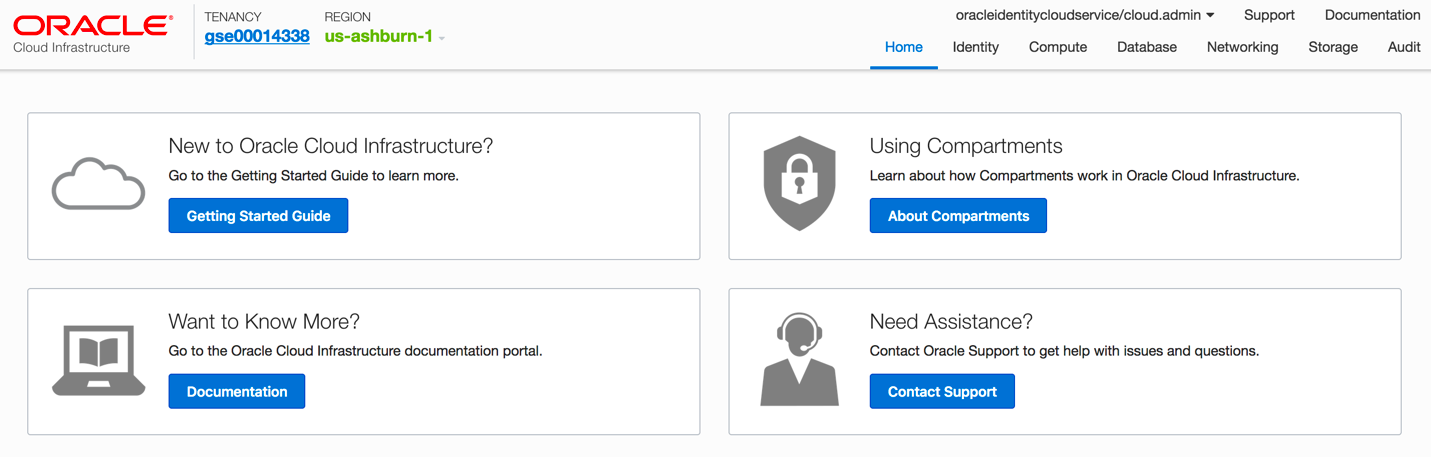 ORACLE®
Cloud Infrastructure
TENANCY
gse00014338
REGION
us-ashburn-1
oracleidentitycloudservice/cloud.admin Support Documentation
Home Identity Compute Database Networking Storage Audit
New to Oracle Cloud Infrastructure?
Go to the Getting Started Guide to learn more.
Getting Started Guide
Using Compartments
Learn about how Compartments work in Oracle Cloud Infrastructure.
About Compartments
Want to Know More?
Go to the Oracle Cloud Infrastructure documentation portal.
Documentation
Need Assistance?
Contact Oracle Support to get help with issues and questions.
Contact Support